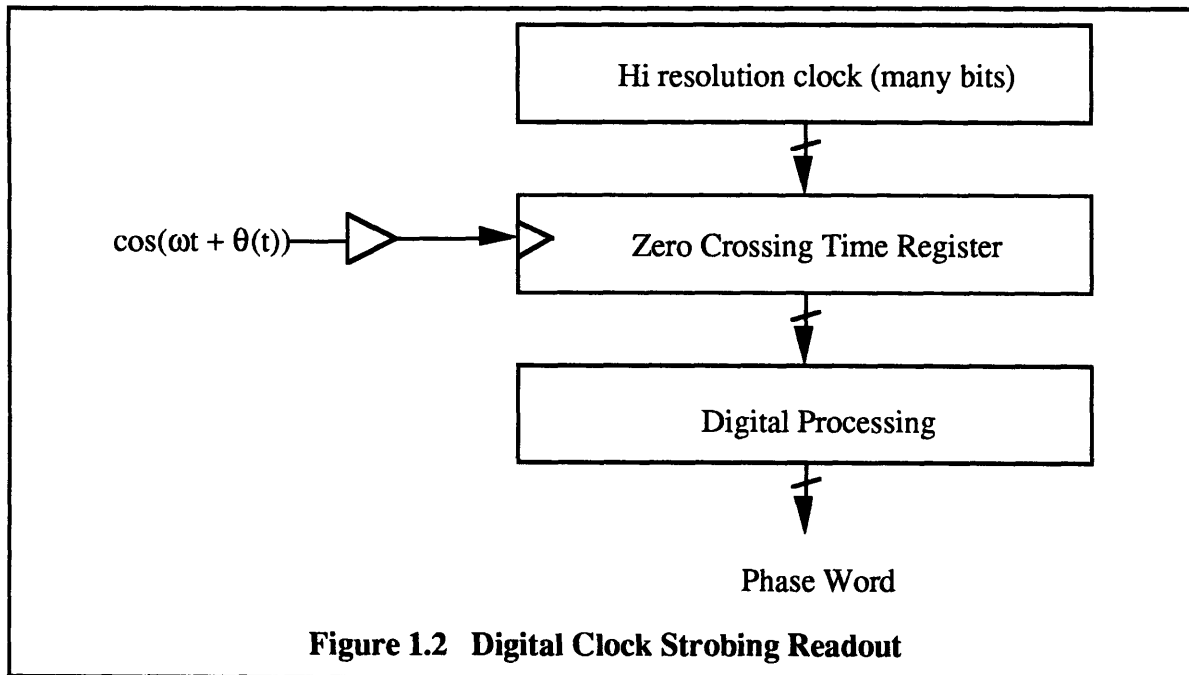 Hi resolution clock (many bits)
cos(ωt + θ(t))
Zero Crossing Time Register
Digital Processing
Phase Word
Figure 1.2 Digital Clock Strobing Readout